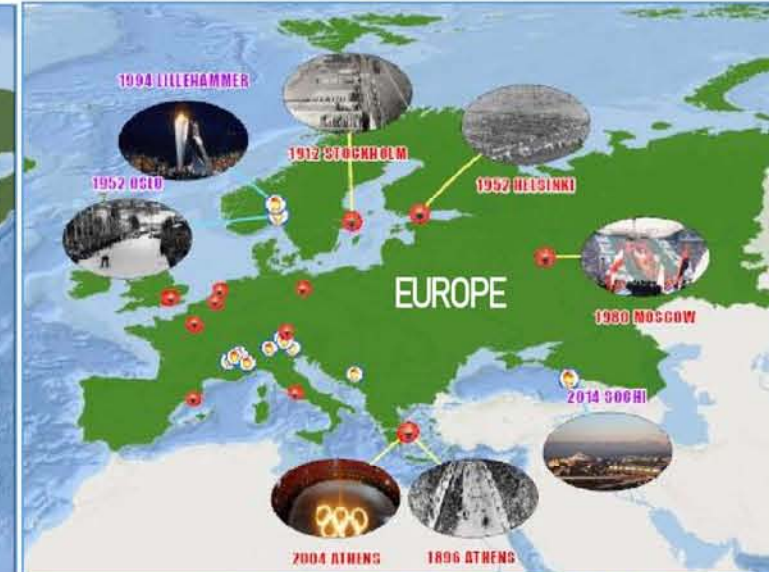 1994 LILLEHAMMER
1912 STOCKHOLM
1952 OSLO
1952 HELSINKI
EUROPE
1980 MOSCOW
2014 SOCHI
2004 ATHENS
1896 ATHENS